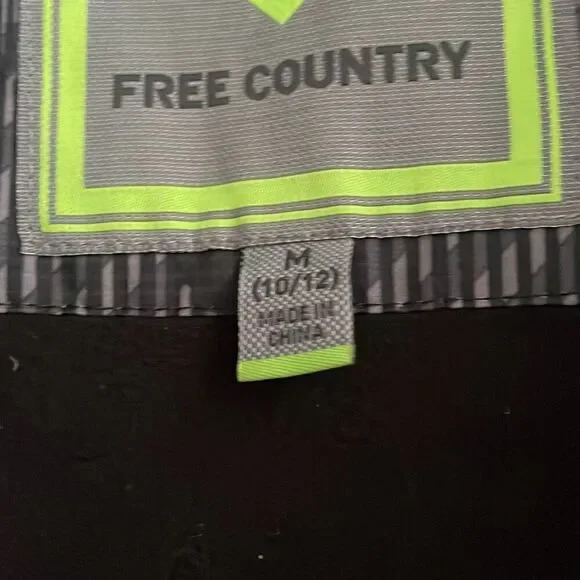 FREE COUNTRY
M
(10/12)
MADE IN
CHINA